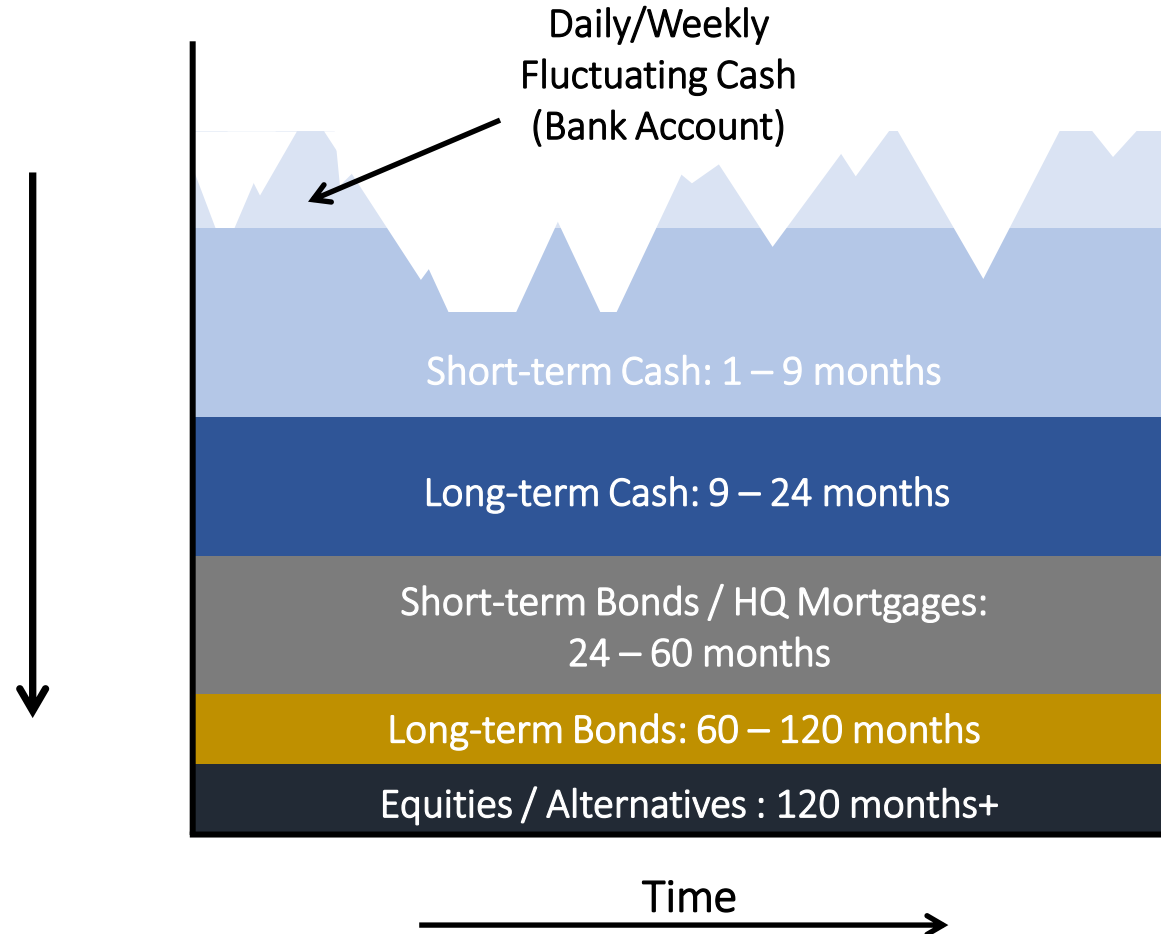 Daily/Weekly
Fluctuating Cash
(Bank Account)
Short-term Cash: 1 – 9 months
Long-term Cash: 9 – 24 months
Short-term Bonds / HQ Mortgages:
24 – 60 months
Long-term Bonds: 60 – 120 months
Equities / Alternatives : 120 months+
Time